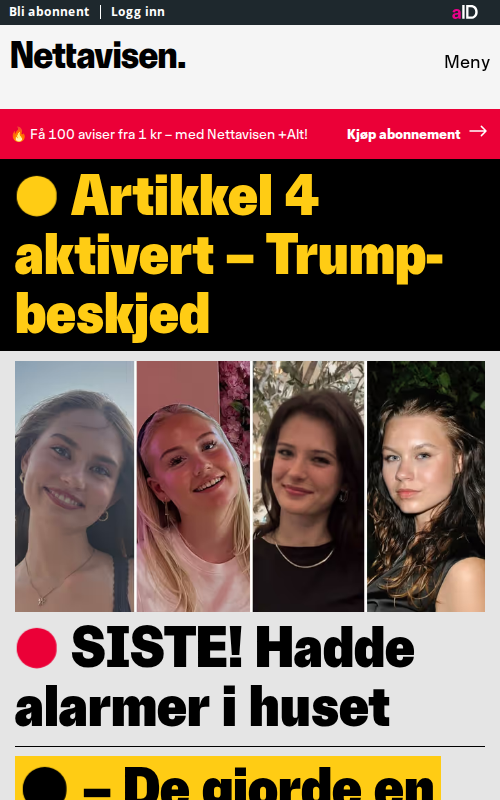 Bli abonnent | Logg inn
aID
Nettavisen.
Meny
🔥 Få 100 aviser fra 1 kr – med Nettavisen +Alt!
Kjøp abonnement →
Artikkel 4
aktivert – Trump-
beskjed
SISTE! Hadde
alarmer i huset
– De gjorde en